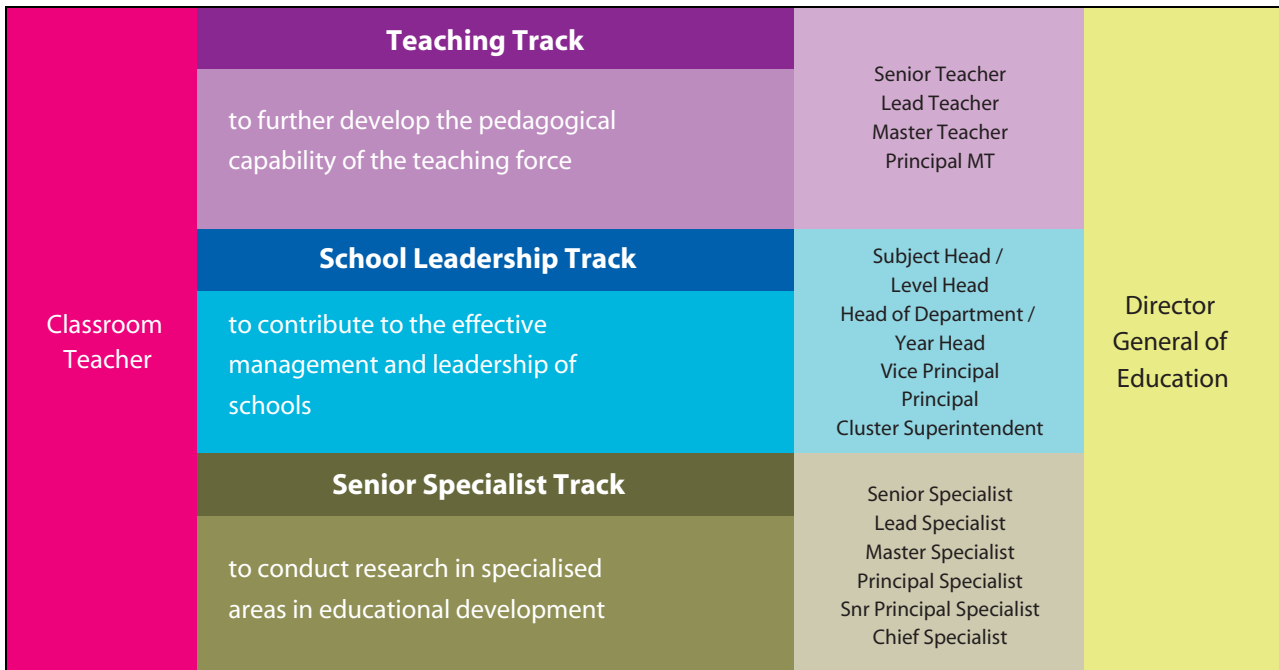 Classroom
Teacher
Teaching Track
to further develop the pedagogical
capability of the teaching force
Senior Teacher
Lead Teacher
Master Teacher
Principal MT
School Leadership Track
to contribute to the effective
management and leadership of
schools
Subject Head /
Level Head
Head of Department /
Year Head
Vice Principal
Principal
Cluster Superintendent
Senior Specialist Track
to conduct research in specialised
areas in educational development
Senior Specialist
Lead Specialist
Master Specialist
Principal Specialist
Snr Principal Specialist
Chief Specialist
Director
General of
Education